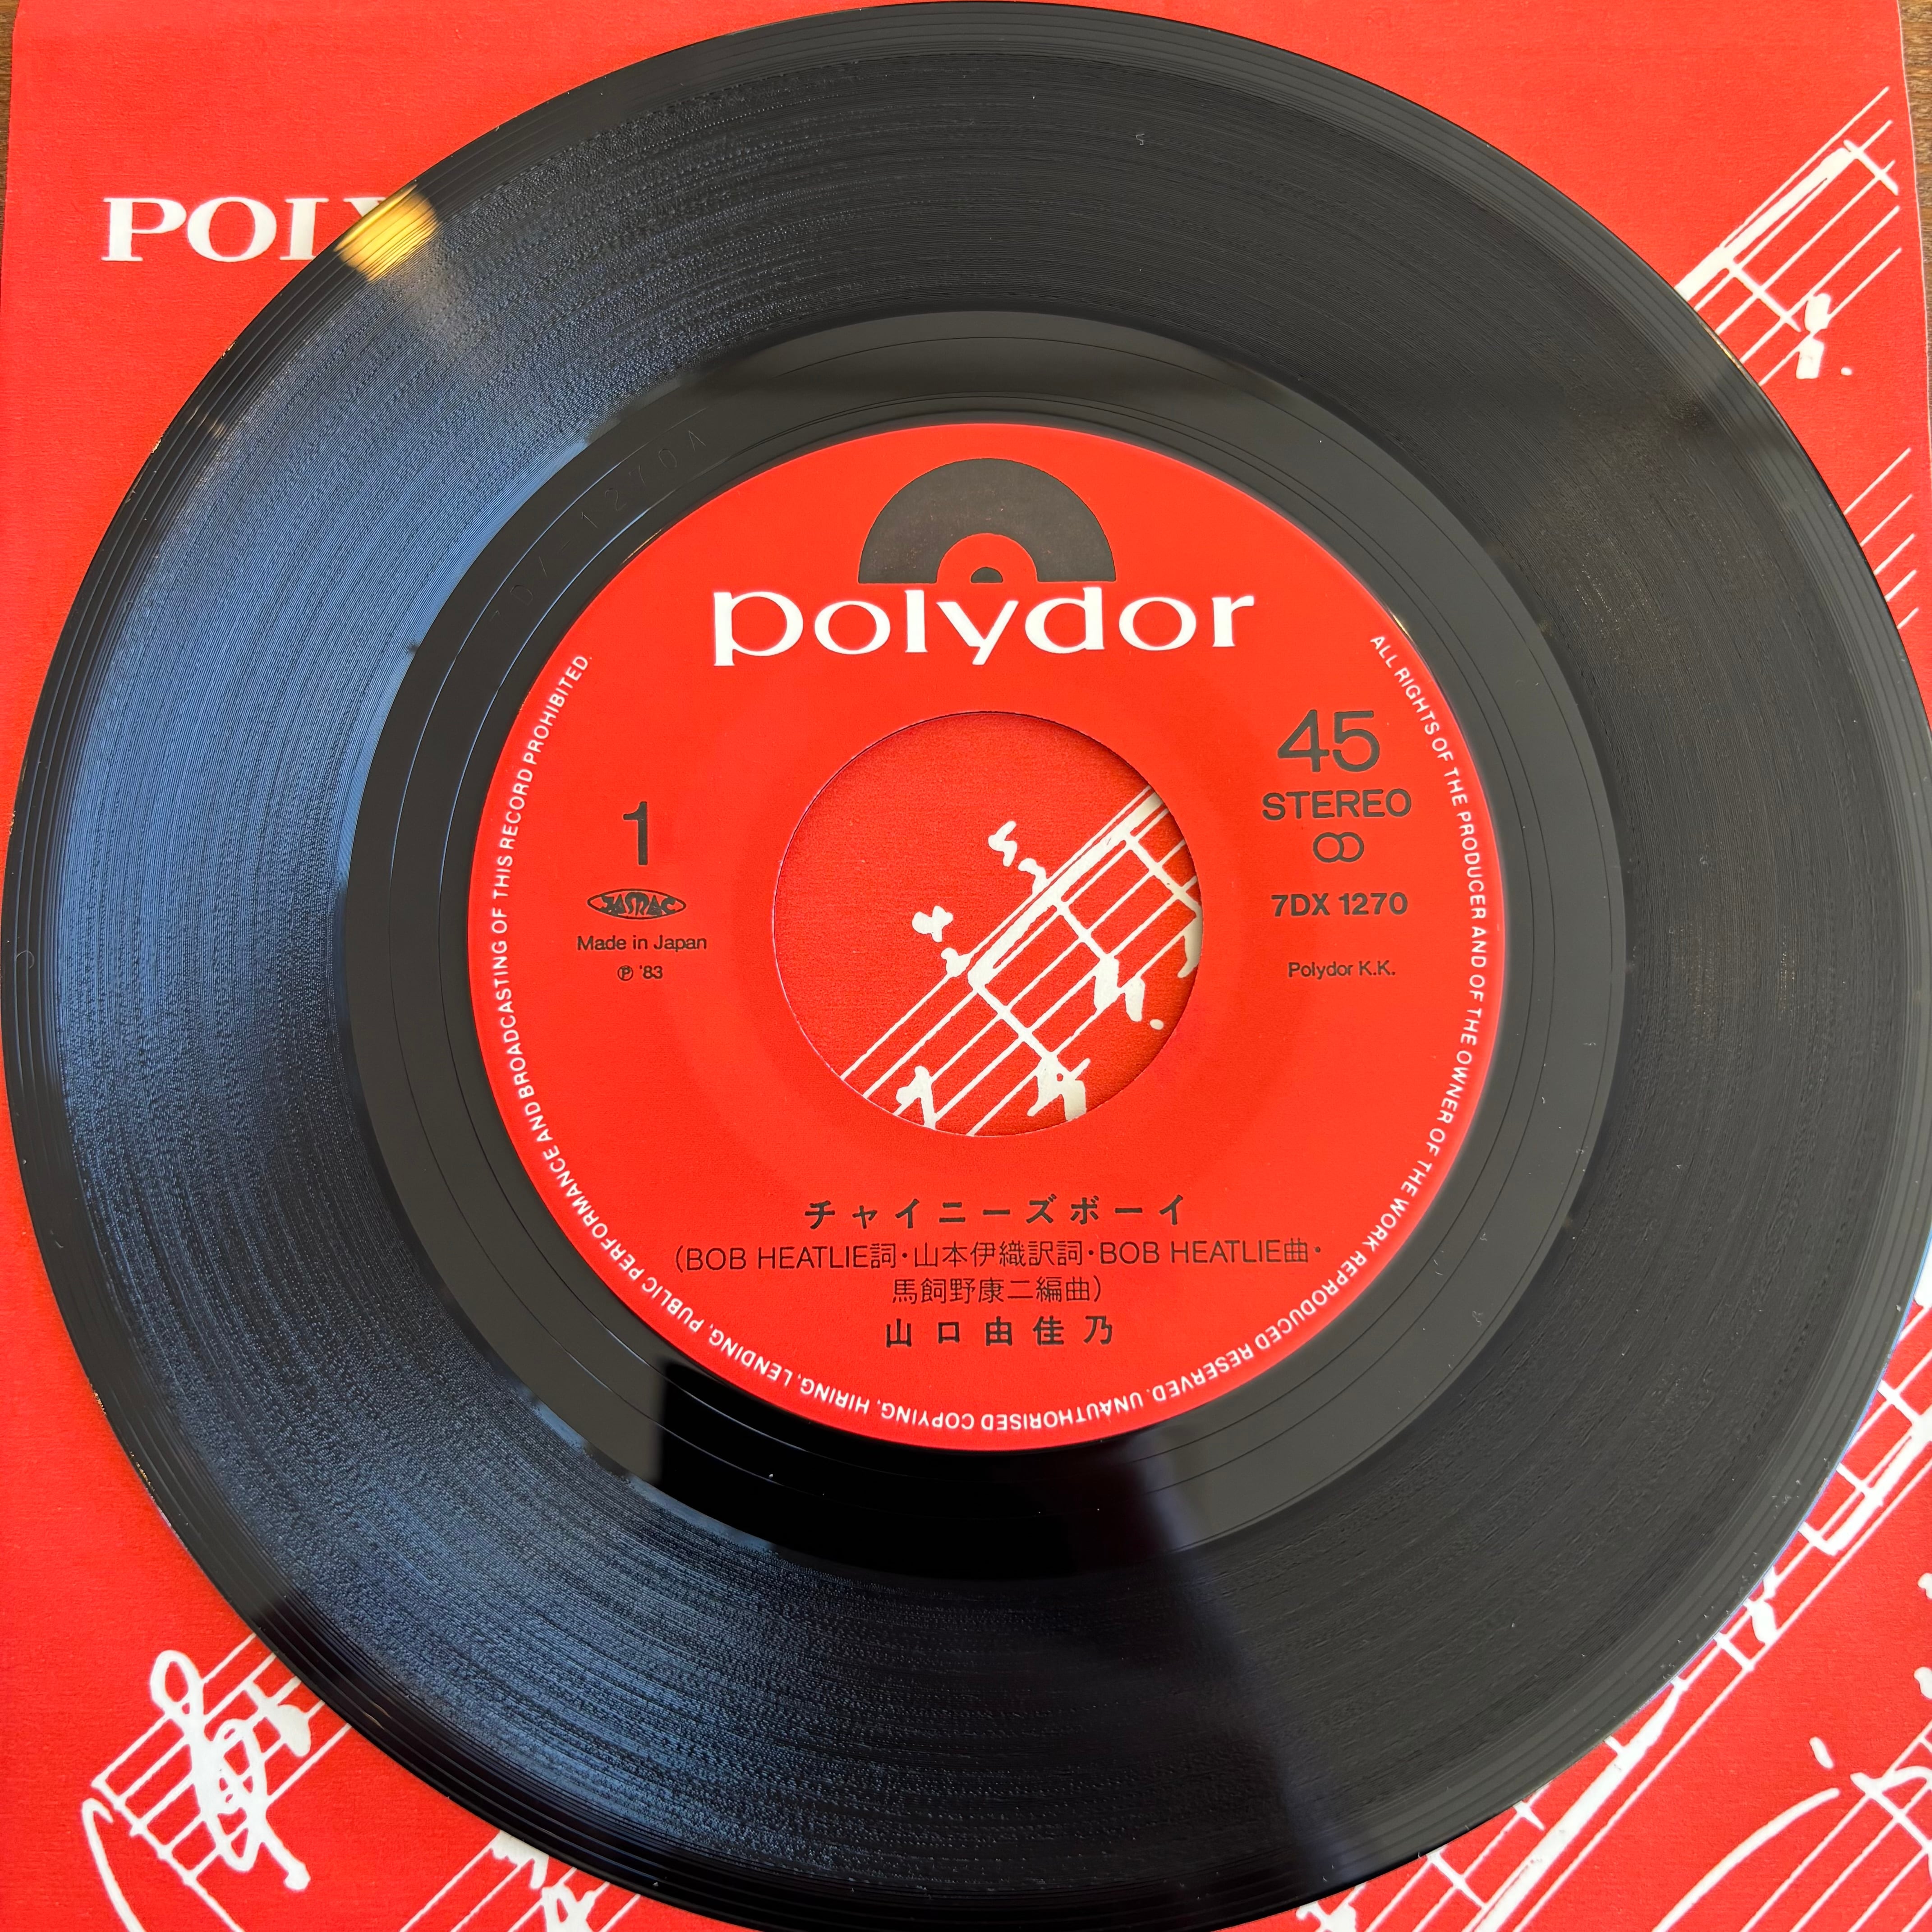 POLY
7DX 1270A
polydor
45
STEREO
7DX 1270
Polydor K.K.
1
JASRAC
Made in Japan
Ⓟ '83
チャイニーズボーイ
(BOB HEATLIE詞・山本伊織訳詞・BOB HEATLIE曲・
馬飼野康二編曲)
山口由佳乃
ALL RIGHTS OF THE PRODUCER AND OF THE OWNER OF THE WORK REPRODUCED RESERVED. UNAUTHORISED COPYING, HIRING, LENDING, PUBLIC PERFORMANCE AND BROADCASTING OF THIS RECORD PROHIBITED.